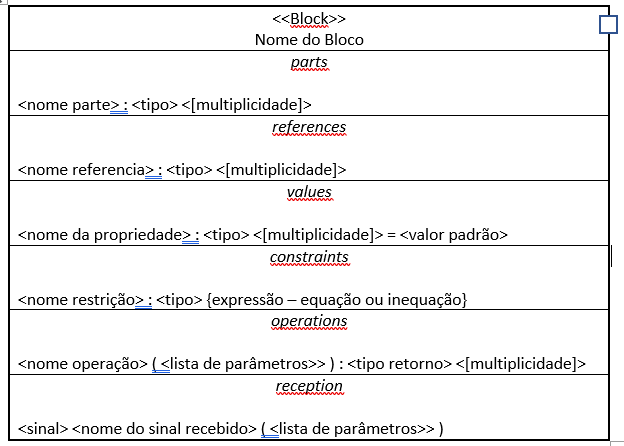 <<Block>>
Nome do Bloco
parts
<nome parte> : <tipo> <[multiplicidade]>
references
<nome referencia> : <tipo> <[multiplicidade]>
values
<nome da propriedade> : <tipo> <[multiplicidade]> = <valor padrão>
constraints
<nome restrição> : <tipo> {expressão – equação ou inequação}
operations
<nome operação> ( <lista de parâmetros>> ) : <tipo retorno> <[multiplicidade]>
reception
<sinal> <nome do sinal recebido> ( <lista de parâmetros>> )